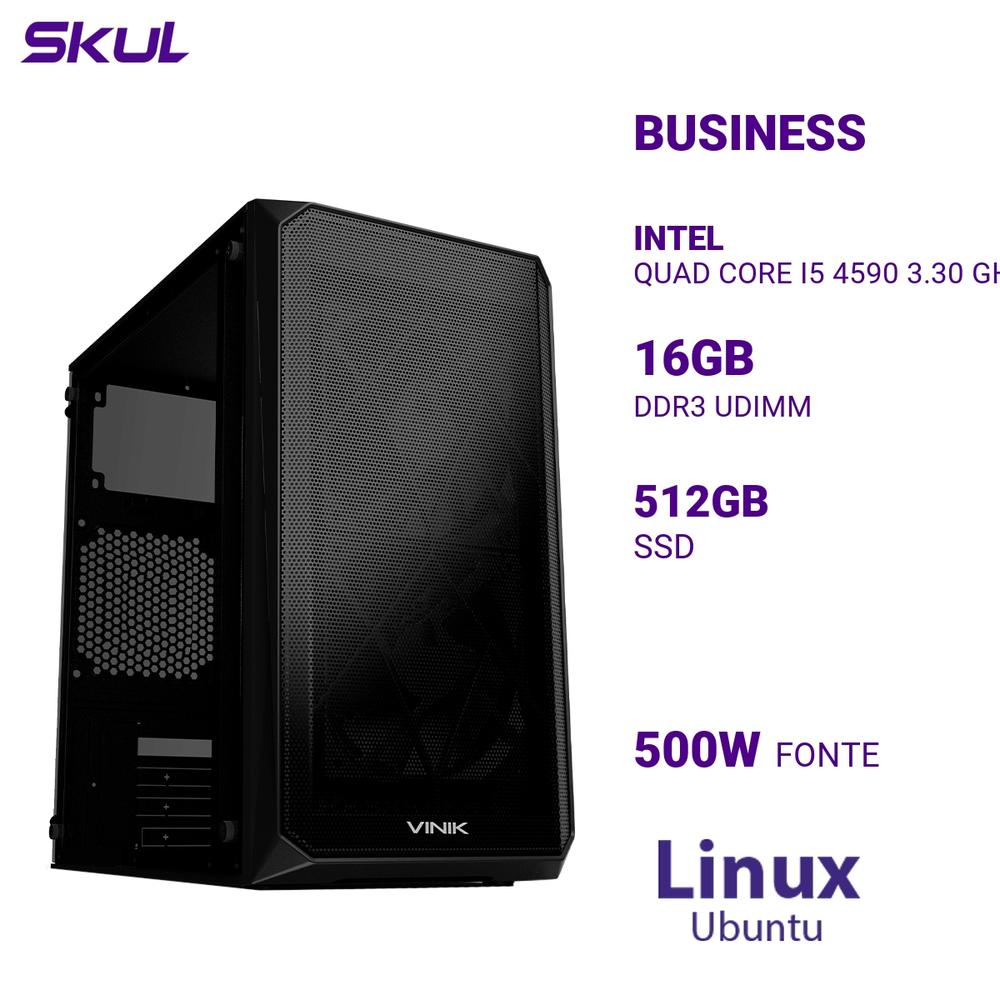 SKUL
BUSINESS
INTEL
QUAD CORE I5 4590 3.30 GH
16GB
DDR3 UDIMM
512GB
SSD
500W FONTE
VINIK
Linux
Ubuntu